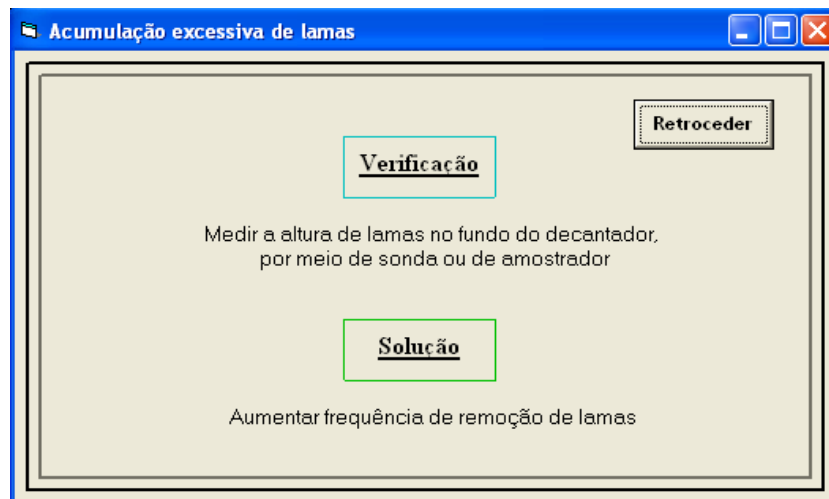 Acumulação excessiva de lamas
Retroceder
Verificação
Medir a altura de lamas no fundo do decantador,
por meio de sonda ou de amostrador
Solução
Aumentar frequência de remoção de lamas